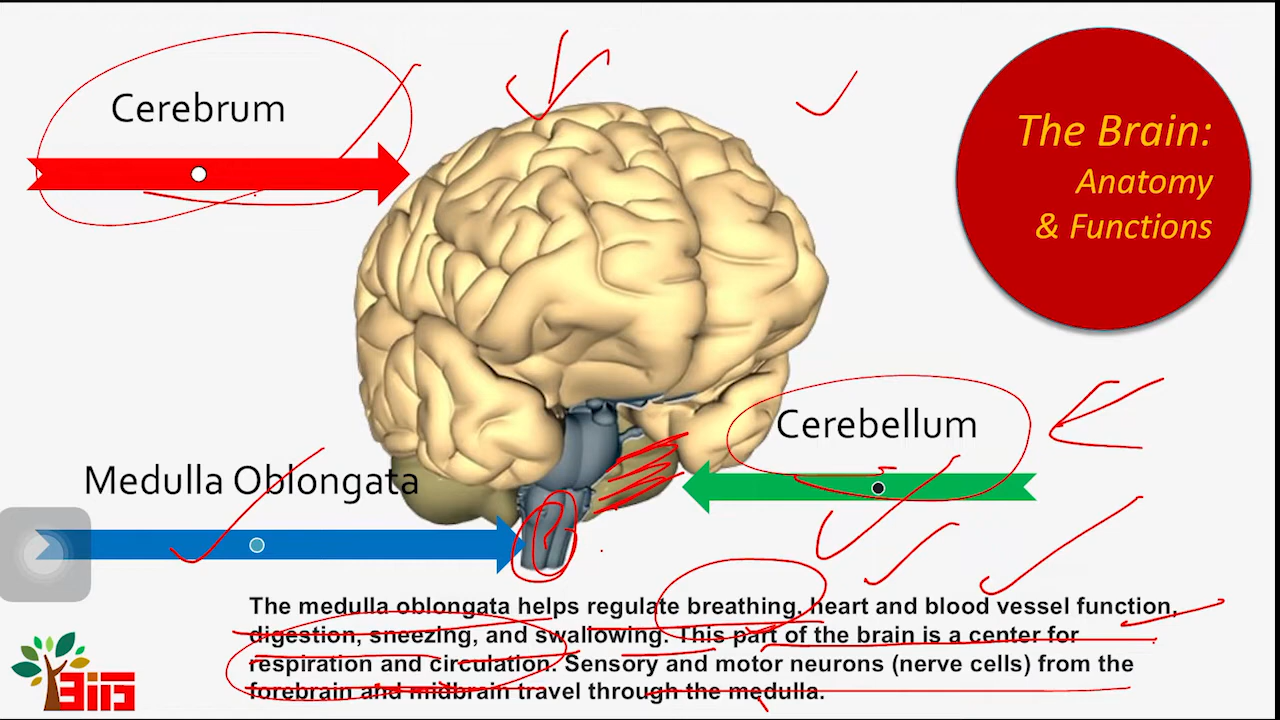 Cerebrum
The Brain:
Anatomy
& Functions
Cerebellum
Medulla Oblongata
The medulla oblongata helps regulate breathing, heart and blood vessel function,
digestion, sneezing, and swallowing. This part of the brain is a center for
respiration and circulation. Sensory and motor neurons (nerve cells) from the
forebrain and midbrain travel through the medulla.